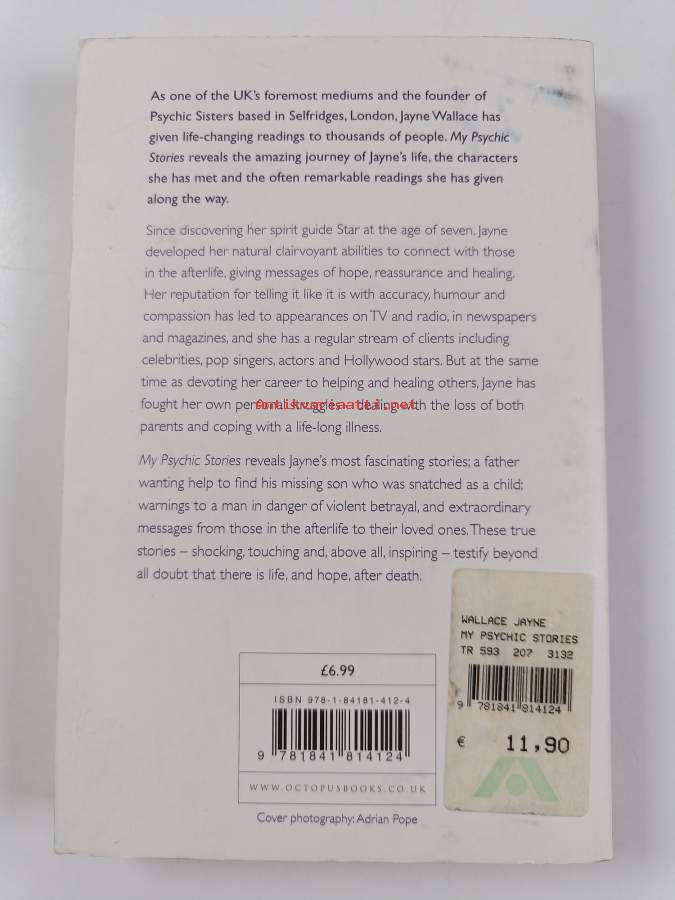 As one of the UK's foremost mediums and the founder of
Psychic Sisters based in Selfridges, London, Jayne Wallace has
given life-changing readings to thousands of people. My Psychic
Stories reveals the amazing journey of Jayne's life, the characters
she has met and the often remarkable readings she has given
along the way.
Since discovering her spirit guide Star at the age of seven, Jayne
developed her natural clairvoyant abilities to connect with those
in the afterlife, giving messages of hope, reassurance and healing.
Her reputation for telling it like it is with accuracy, humour and
compassion has led to appearances on TV and radio, in newspapers
and magazines, and she has a regular stream of clients including
celebrities, pop singers, actors and Hollywood stars. But at the same
time as devoting her career to helping and healing others, Jayne has
fought her own personal struggles – dealing with the loss of both
Antikvariaatti.net
parents and coping with a life-long illness.
My Psychic Stories reveals Jayne's most fascinating stories; a father
wanting help to find his missing son who was snatched as a child;
warnings to a man in danger of violent betrayal, and extraordinary
messages from those in the afterlife to their loved ones. These true
stories – shocking, touching and, above all, inspiring – testify beyond
all doubt that there is life, and hope, after death.
£6.99
ISBN 978-1-84181-412-4
9 781841 814124
WWW.OCTOPUSBOOKS.CO.UK
Cover photography: Adrian Pope
WALLACE JAYNE
MY PSYCHIC STORIES
TR 593 207 3132
9 781841 814124
€ 11,90